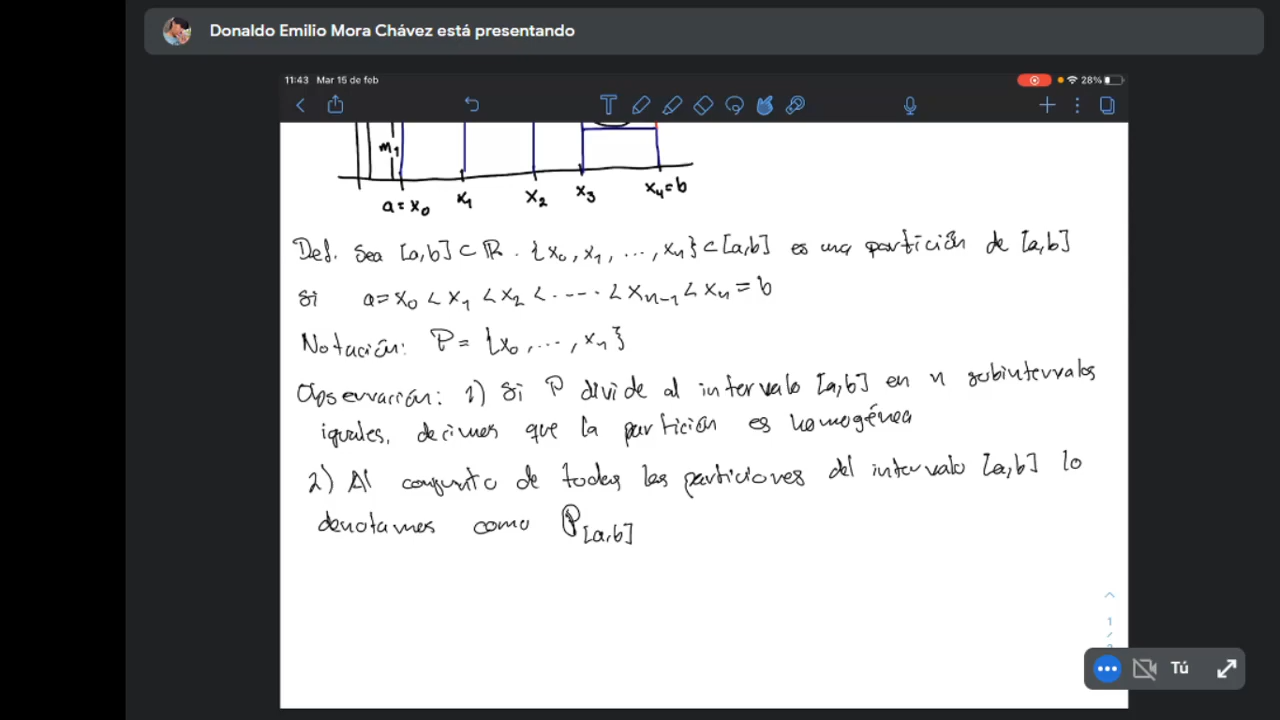 Donaldo Emilio Mora Chávez está presentando
11:43 Mar 15 de feb
28%
m₁
a = x₀ x₁ x₂ x₃ x₄ = b
Def. Sea [a,b] ⊂ ℝ. {x₀, x₁, ..., xₙ} ⊂ [a,b] es una partición de [a,b]
si a = x₀ < x₁ < x₂ < ..... < xₙ₋₁ < xₙ = b
Notación: P = {x₀, ..., xₙ}
Observación: 1) Si P divide al intervalo [a,b] en n subintervalos
iguales, decimos que la partición es homogénea
2) Al conjunto de todas las particiones del intervalo [a,b] lo
denotamos como ℙ[a,b]
1
/
Tú